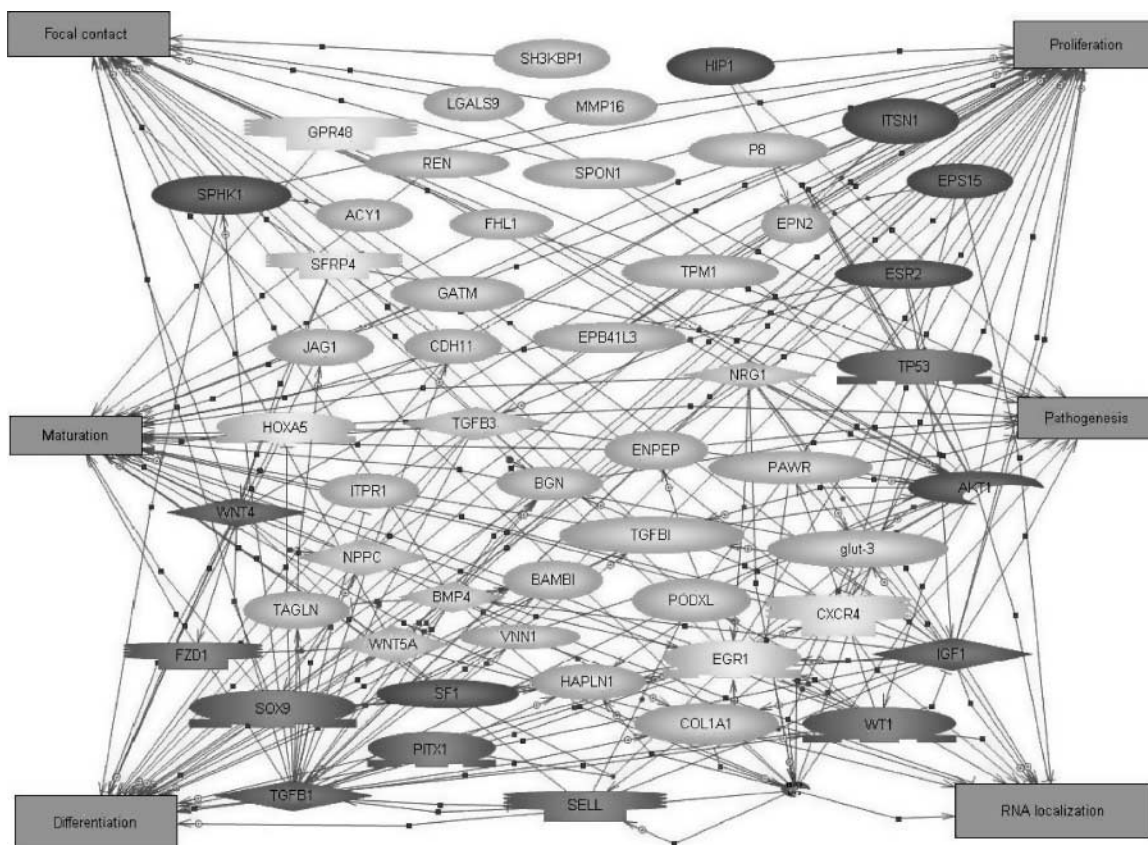 Focal contact
Proliferation
SH3KBP1
HIP1
LGALS9
MMP16
ITSN1
GPR48
P8
REN
SPON1
EPS15
SPHK1
ACY1
FHL1
EPN2
SFRP4
TPM1
ESR2
GATM
JAG1
CDH11
EPB41L3
NRG1
TP53
Maturation
HOXA5
TGFB3
Pathogenesis
ENPEP
PAWR
ITPR1
BGN
AKT1
WNT4
TGFBI
glut-3
NPPC
BAMBI
BMP4
PODXL
TAGLN
CXCR4
WNT5A
VNN1
FZD1
EGR1
IGF1
HAPLN1
SF1
SOX9
COL1A1
WT1
PITX1
TGFB1
SELL
Differentiation
RNA localization